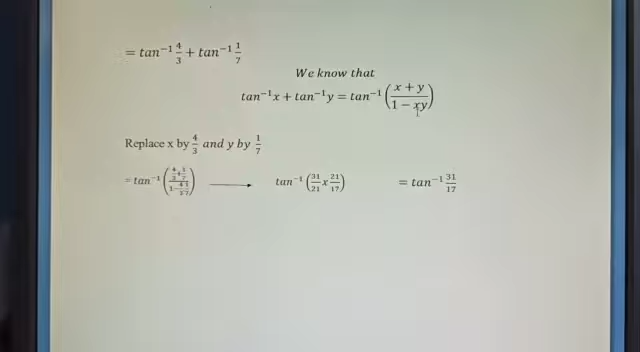 = tan⁻¹ 4/3 + tan⁻¹ 1/7
We know that
tan⁻¹x + tan⁻¹y = tan⁻¹ ((x + y)/(1 − xy))
Replace x by 4/3 and y by 1/7
= tan⁻¹ ((4/3 + 1/7)/(1 − 4/3 1/7)) ⟶ tan⁻¹ (31/21 x 21/17) = tan⁻¹ 31/17